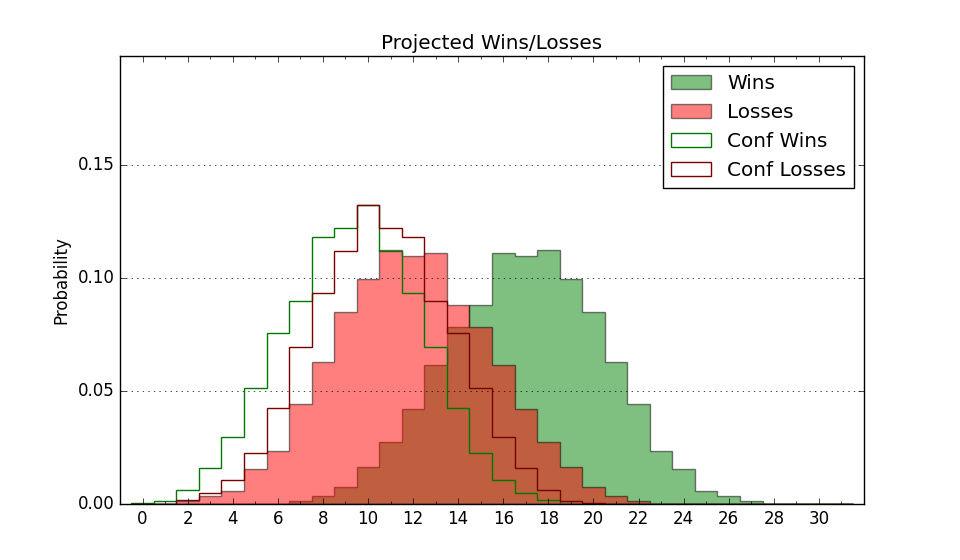 Projected Wins/Losses
Wins
Losses
Conf Wins
Conf Losses
Probability
0.15
0.10
0.05
0.00
0 2 4 6 8 10 12 14 16 18 20 22 24 26 28 30